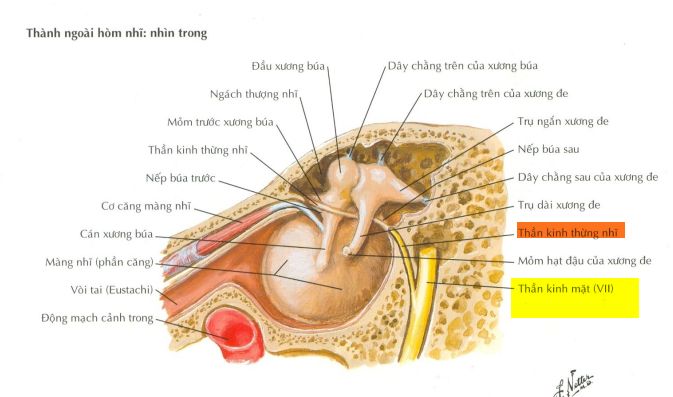 Thành ngoài hòm nhĩ: nhìn trong
Đầu xương búa
Ngách thượng nhĩ
Mỏm trước xương búa
Thần kinh thừng nhĩ
Nếp búa trước
Cơ căng màng nhĩ
Cán xương búa
Màng nhĩ (phần căng)
Vòi tai (Eustachi)
Động mạch cảnh trong
Dây chằng trên của xương búa
Dây chằng trên của xương đe
Trụ ngắn xương đe
Nếp búa sau
Dây chằng sau của xương đe
Trụ dài xương đe
Thần kinh thừng nhĩ
Mỏm hạt đậu của xương đe
Thần kinh mặt (VII)
F. Netter
M.D.